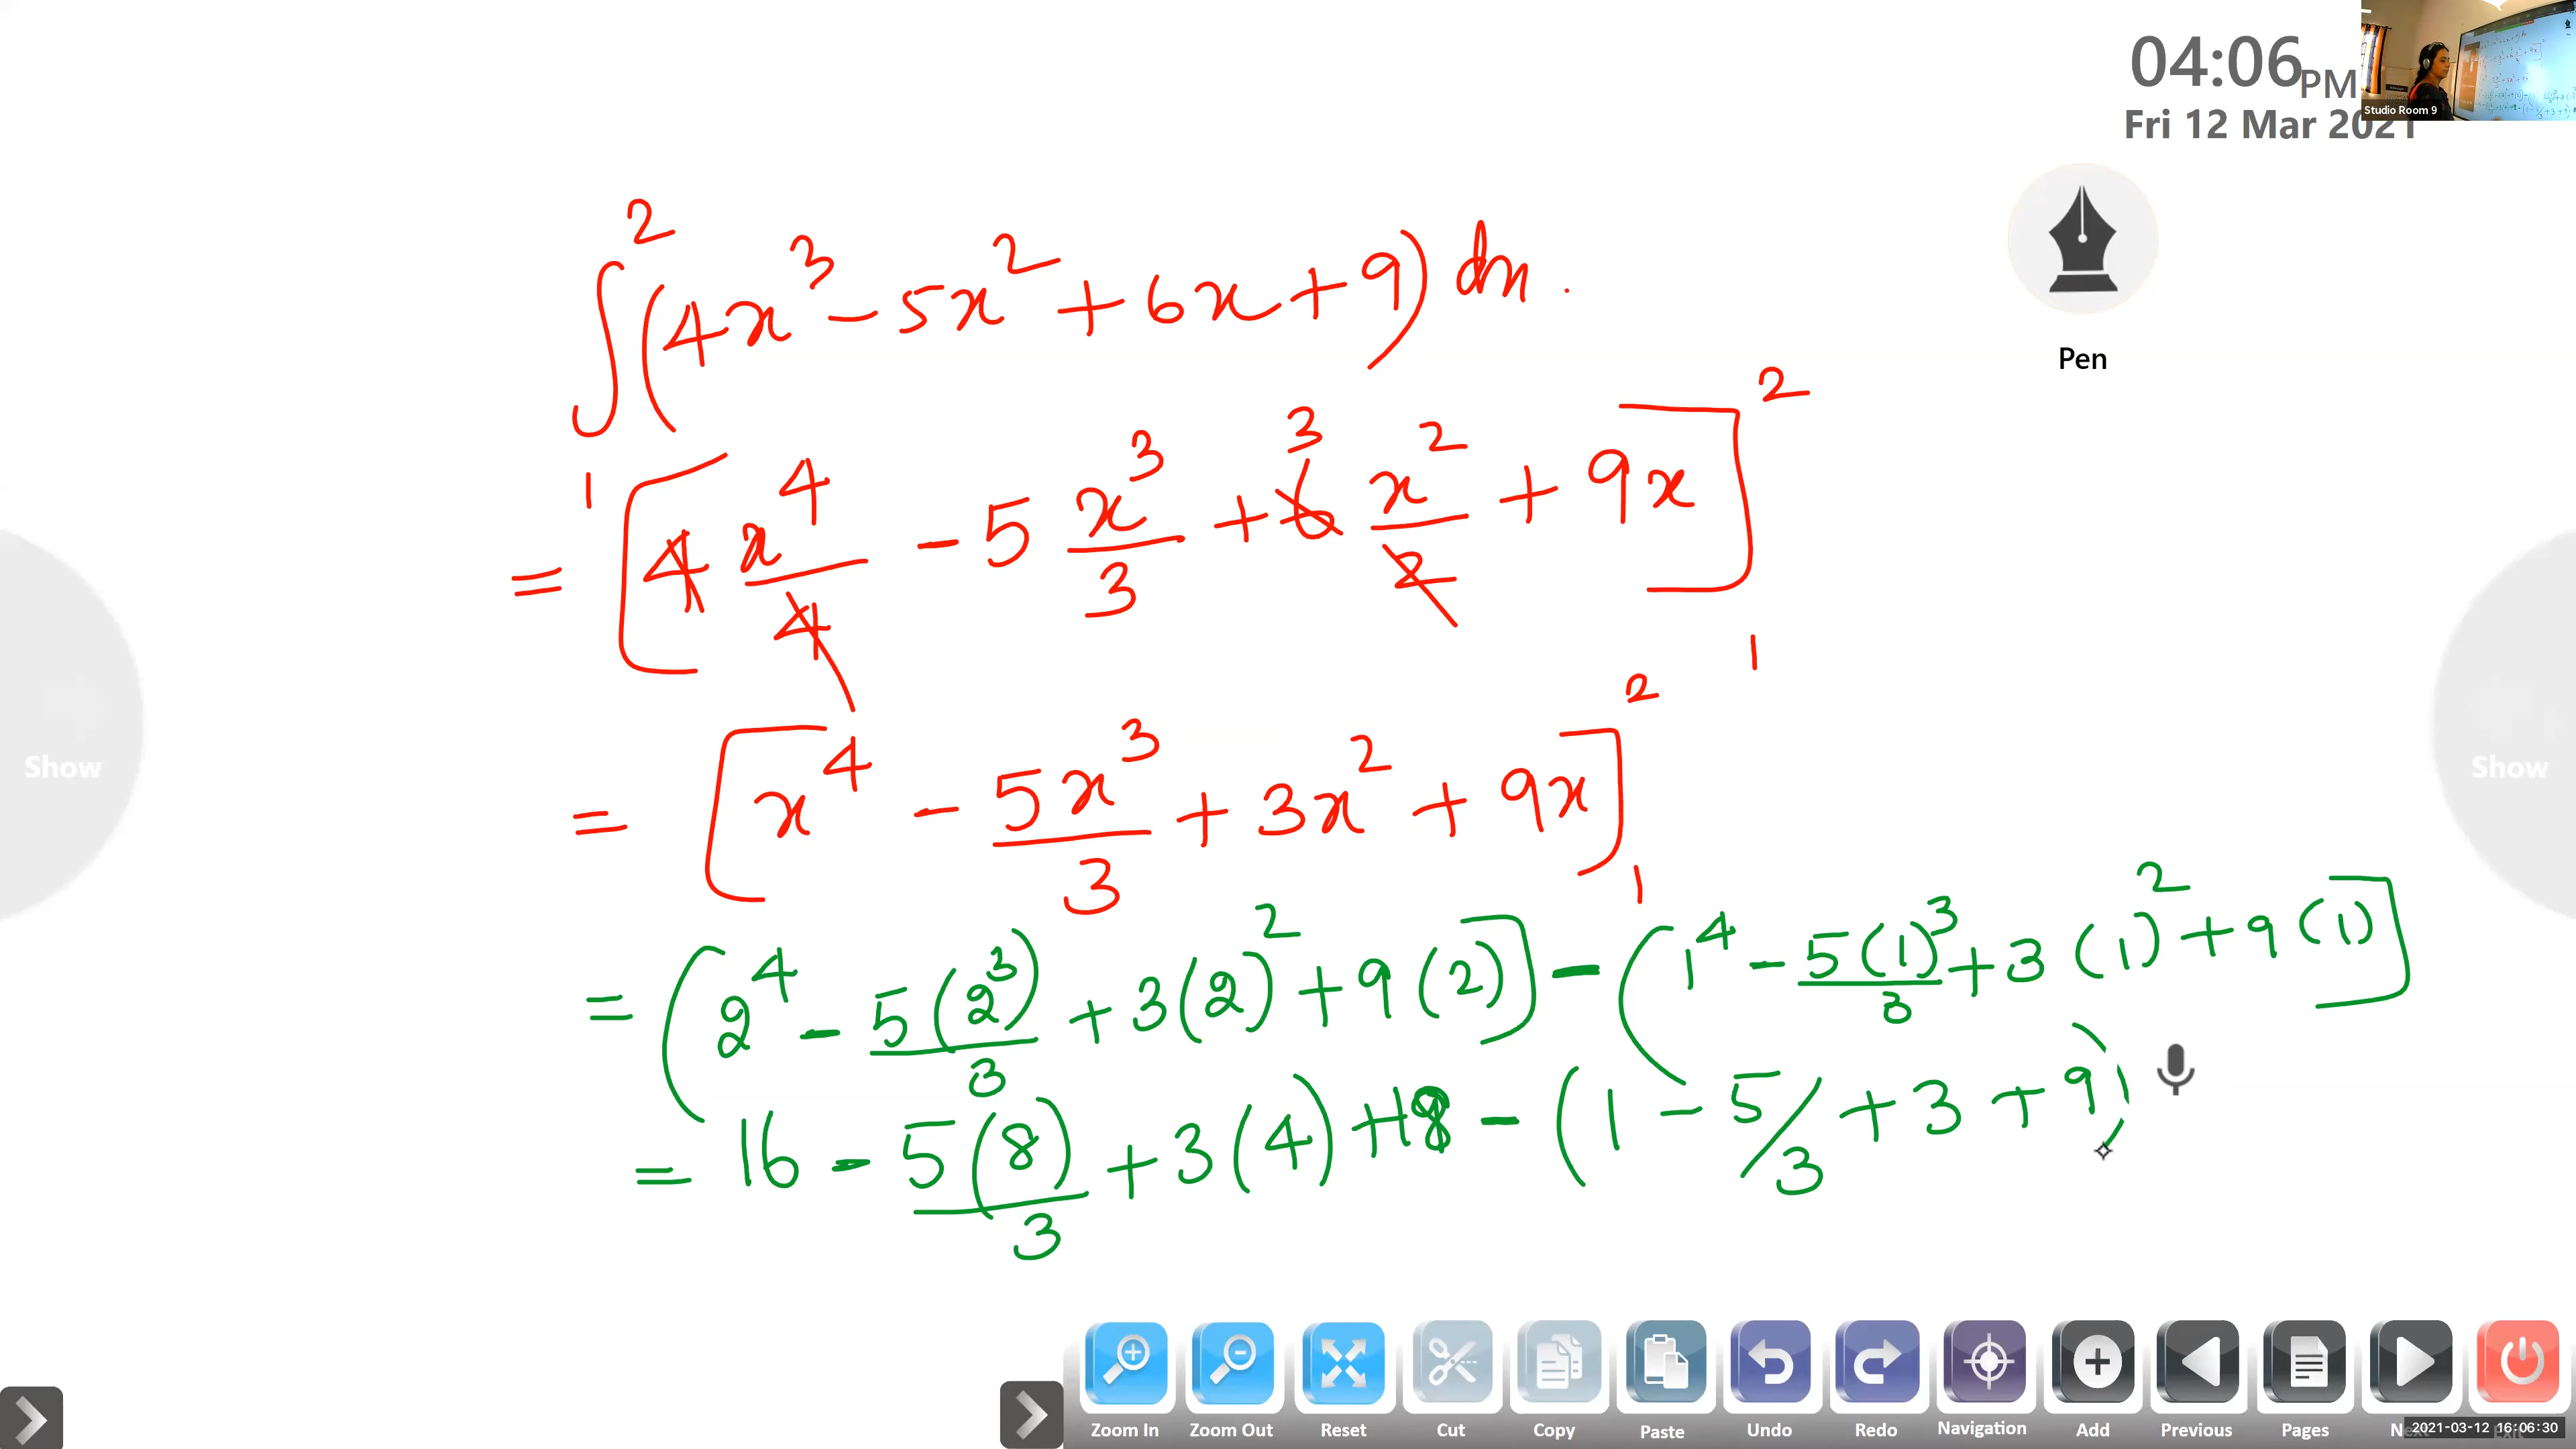 04:06 PM
Fri 12 Mar 2021
Studio Room 9
Pen
∫₁² (4x³ - 5x² + 6x + 9) dx .
= [4 x⁴/4 - 5 x³/3 + 6 3 x²/2 + 9x]₁²
= [x⁴ - 5x³/3 + 3x² + 9x]₁²
= (2⁴ - 5(2³)/3 + 3(2)² + 9(2)] - (1⁴ - 5(1)³/3 + 3(1)² + 9(1)]
= 16 - 5(8)/3 + 3(4) + 18 - (1 - 5/3 + 3 + 9)
Show
Show
Zoom In Zoom Out Reset Cut Copy Paste Undo Redo Navigation Add Previous Pages
2021-03-12 16:06:30